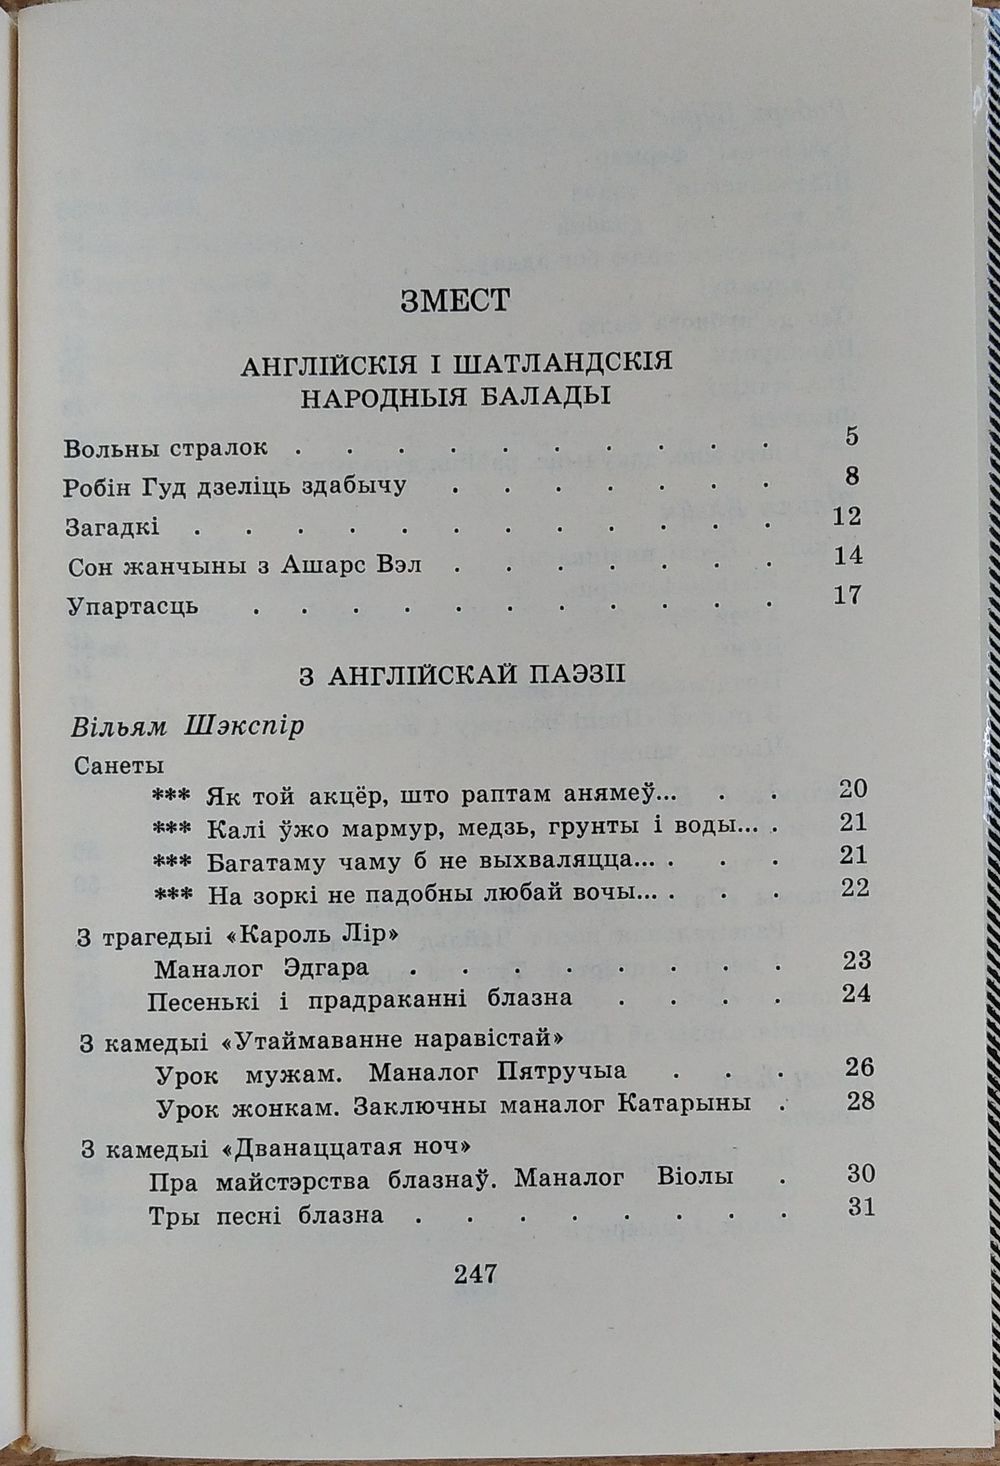 ЗМЕСТ
АНГЛІЙСКІЯ І ШАТЛАНДСКІЯ
НАРОДНЫЯ БАЛАДЫ
Вольны стралок . . . . . . . . . . 5
Робін Гуд дзеліць здабычу . . . . . . . 8
Загадкі . . . . . . . . . . . . 12
Сон жанчыны з Ашарс Вэл . . . . . . . 14
Упартасць . . . . . . . . . . . 17
З АНГЛІЙСКАЙ ПАЭЗІІ
Вільям Шэкспір
Санеты
*** Як той акцёр, што раптам анямеў... . . . 20
*** Калі ўжо мармур, медзь, грунты і воды... . 21
*** Багатаму чаму б не выхваляцца... . . . . 21
*** На зоркі не падобны любай вочы... . . . . 22
З трагедыі «Кароль Лір»
Маналог Эдгара . . . . . . . . 23
Песенькі і прадраканні блазна . . . . 24
З камедыі «Утаймаванне наравістай»
Урок мужам. Маналог Пятручыа . . . 26
Урок жонкам. Заключны маналог Катарыны . 28
З камедыі «Дванаццатая ноч»
Пра майстэрства блазнаў. Маналог Віолы . 30
Тры песні блазна . . . . . . . . 31
247